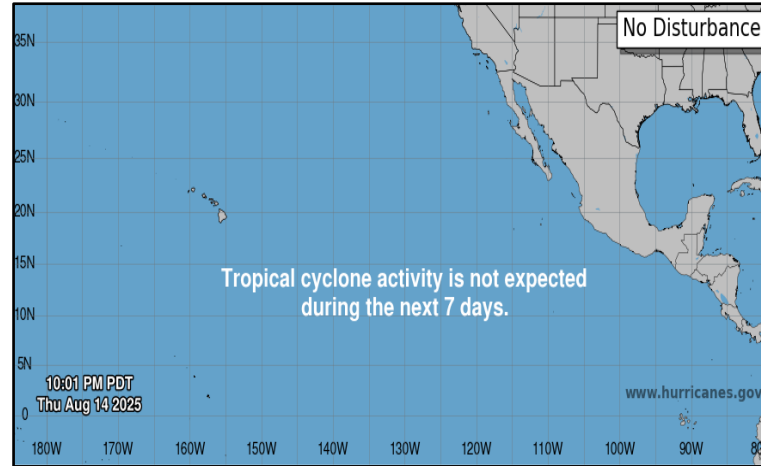 No Disturbance
35N
30N
25N
20N
15N
Tropical cyclone activity is not expected
during the next 7 days.
10N
5N
10:01 PM PDT
Thu Aug 14 2025
www.hurricanes.gov
0
180W 170W 160W 150W 140W 130W 120W 110W 100W 90W 80